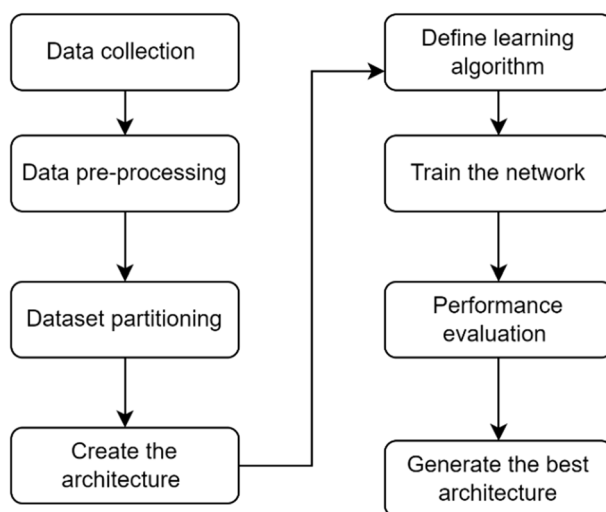 Data collection
Data pre-processing
Dataset partitioning
Create the
architecture
Define learning
algorithm
Train the network
Performance
evaluation
Generate the best
architecture